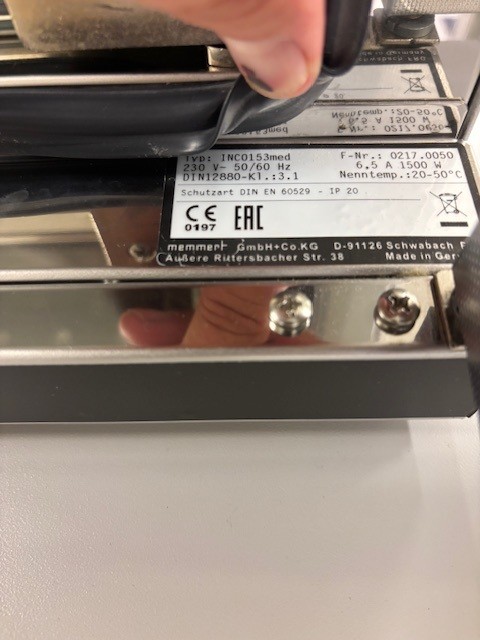 Typ: INCO153med F-Nr.: 0217.0050
230 V~ 50/60 Hz 6,5 A 1500 W
DIN12880-Kl.:3.1 Nenntemp.:20-50°C
Schutzart DIN EN 60529 - IP 20
CE EAC
0197
memmert GmbH+Co.KG D-91126 Schwabach
Äußere Rittersbacher Str. 38 Made in